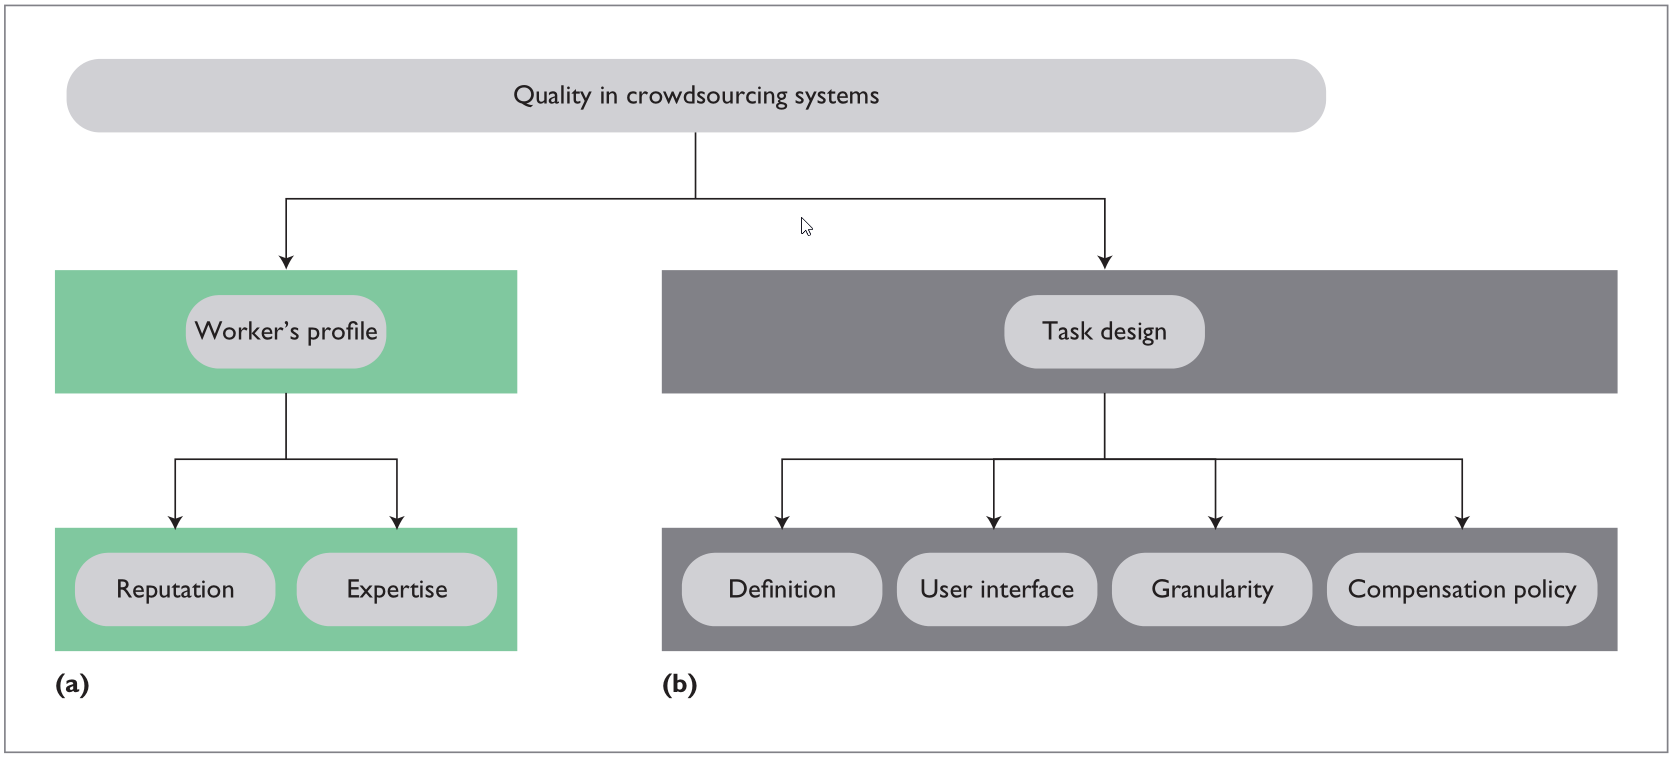 Quality in crowdsourcing systems
Worker’s profile
Task design
Reputation
Expertise
Definition
User interface
Granularity
Compensation policy
(a)
(b)